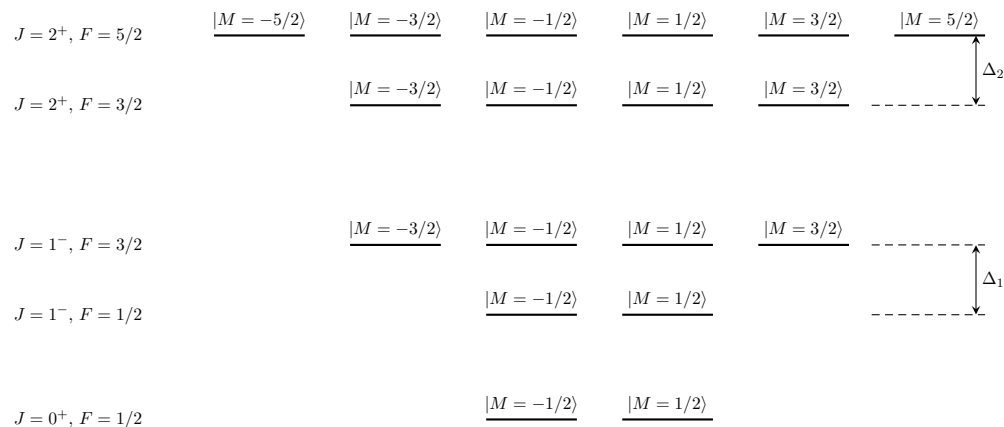 J = 2⁺, F = 5/2 |M = −5/2⟩ |M = −3/2⟩ |M = −1/2⟩ |M = 1/2⟩ |M = 3/2⟩ |M = 5/2⟩
Δ₂
J = 2⁺, F = 3/2 |M = −3/2⟩ |M = −1/2⟩ |M = 1/2⟩ |M = 3/2⟩
J = 1⁻, F = 3/2 |M = −3/2⟩ |M = −1/2⟩ |M = 1/2⟩ |M = 3/2⟩
Δ₁
J = 1⁻, F = 1/2 |M = −1/2⟩ |M = 1/2⟩
J = 0⁺, F = 1/2 |M = −1/2⟩ |M = 1/2⟩